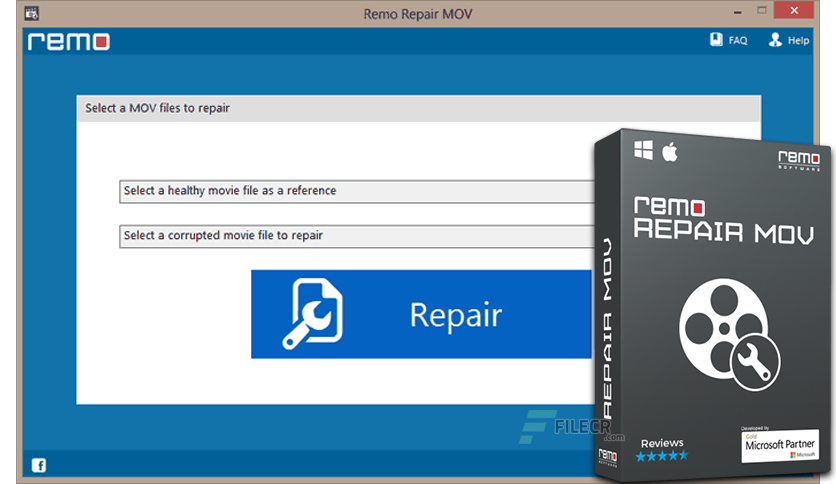 Remo Repair MOV
remo
FAQ
Help
Select a MOV files to repair
Select a healthy movie file as a reference
Select a corrupted movie file to repair
Repair
remo
SOFTWARE
remo
REPAIR MOV
REPAIR MOV
FILECR
.com
Reviews
remo
SOFTWARE
Developed by
Gold
Microsoft Partner
Microsoft
f